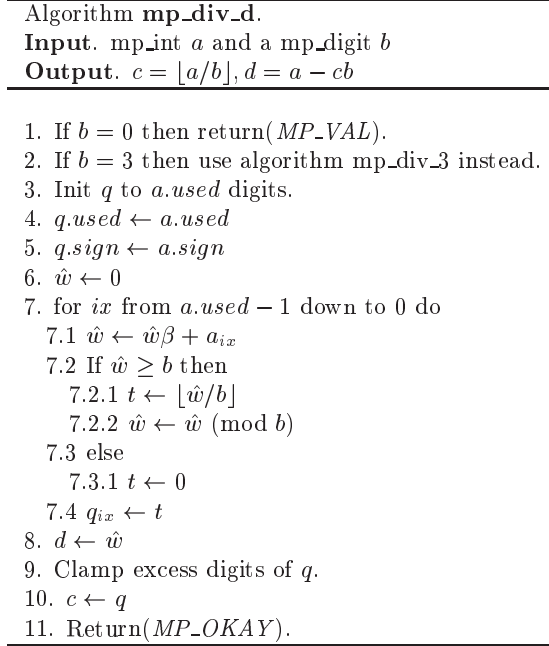 Algorithm mp_div_d.
Input. mp_int a and a mp_digit b
Output. c = ⌊a/b⌋, d = a − cb
1. If b = 0 then return(MP_VAL).
2. If b = 3 then use algorithm mp_div_3 instead.
3. Init q to a.used digits.
4. q.used ← a.used
5. q.sign ← a.sign
6. ŵ ← 0
7. for ix from a.used − 1 down to 0 do
7.1 ŵ ← ŵβ + a_{ix}
7.2 If ŵ ≥ b then
7.2.1 t ← ⌊ŵ/b⌋
7.2.2 ŵ ← ŵ (mod b)
7.3 else
7.3.1 t ← 0
7.4 q_{ix} ← t
8. d ← ŵ
9. Clamp excess digits of q.
10. c ← q
11. Return(MP_OKAY).